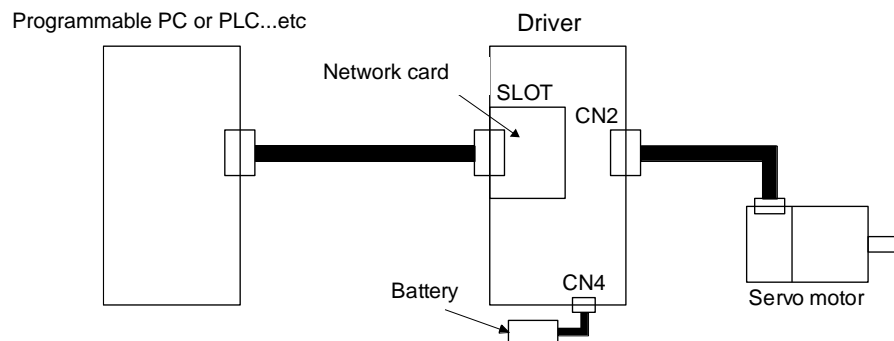 Programmable PC or PLC...etc
Driver
Network card
SLOT
CN2
CN4
Battery
Servo motor